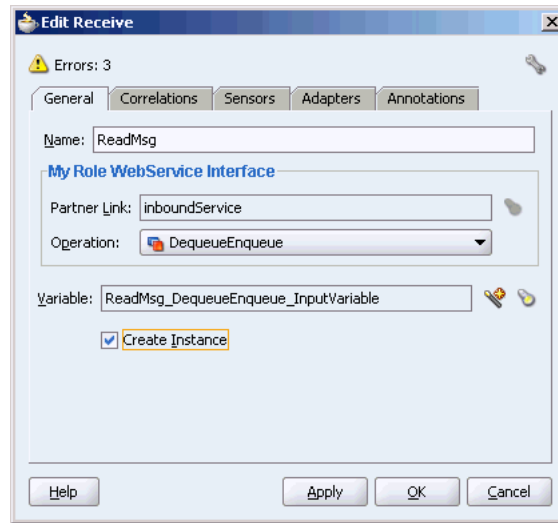 Edit Receive
Errors: 3
General Correlations Sensors Adapters Annotations
Name: ReadMsg
My Role WebService Interface
Partner Link: inboundService
Operation: DequeueEnqueue
Variable: ReadMsg_DequeueEnqueue_InputVariable
Create Instance
Help Apply OK Cancel